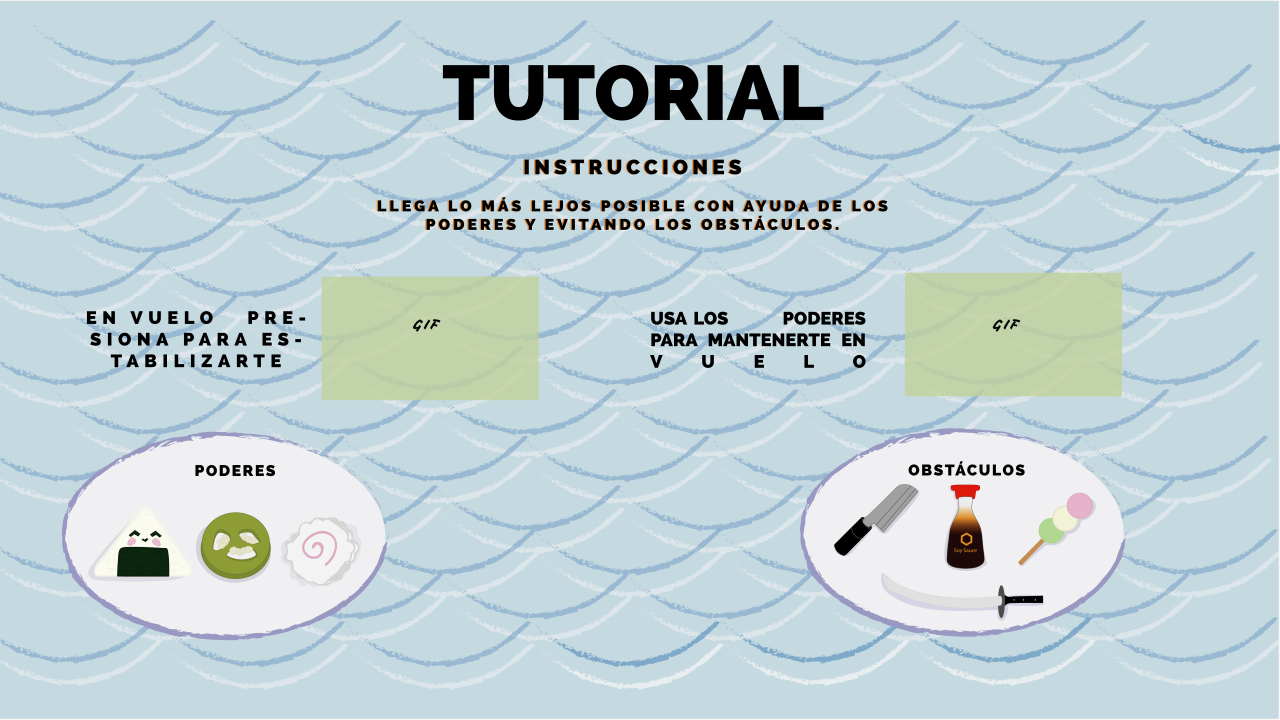 TUTORIAL
INSTRUCCIONES
LLEGA LO MÁS LEJOS POSIBLE CON AYUDA DE LOS
PODERES Y EVITANDO LOS OBSTÁCULOS.
EN VUELO PRE-
SIONA PARA ES-
TABILIZARTE
GIF
USA LOS PODERES
PARA MANTENERTE EN
VUELO
GIF
PODERES
OBSTÁCULOS
Soy Sauce